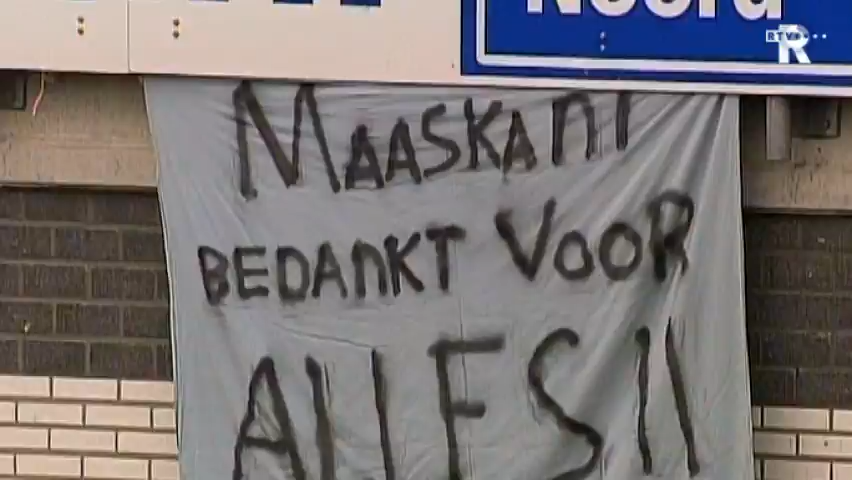 Noord
RTV R
MAASKANT
BEDANKT VOOR
ALLES!!